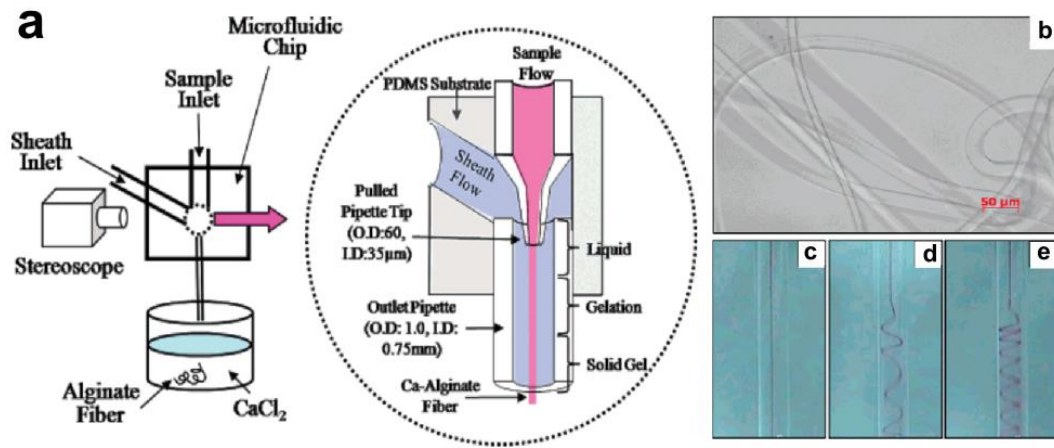 a
Microfluidic
Chip
Sample
Inlet
Sheath
Inlet
Stereoscope
Alginate
Fiber
CaCl2
Sample
Flow
PDMS Substrate
Sheath
Flow
Pulled
Pipette Tip
(O.D:60,
I.D:35μm)
Liquid
Outlet Pipette
(O.D: 1.0, I.D:
0.75mm)
Gelation
Solid Gel
Ca-Alginate
Fiber
b
50 μm
c
d
e